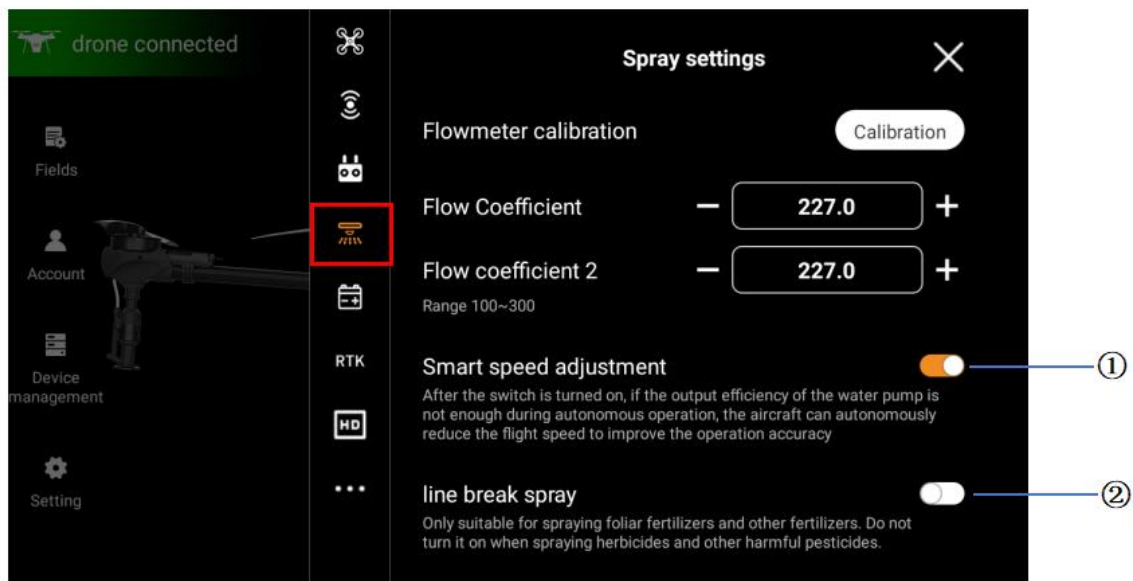 drone connected
Fields
Account
Device
management
Setting
RTK
HD
Spray settings
Flowmeter calibration
Calibration
Flow Coefficient
227.0
Flow coefficient 2
227.0
Range 100~300
Smart speed adjustment
After the switch is turned on, if the output efficiency of the water pump is
not enough during autonomous operation, the aircraft can autonomously
reduce the flight speed to improve the operation accuracy
①
line break spray
Only suitable for spraying foliar fertilizers and other fertilizers. Do not
turn it on when spraying herbicides and other harmful pesticides.
②